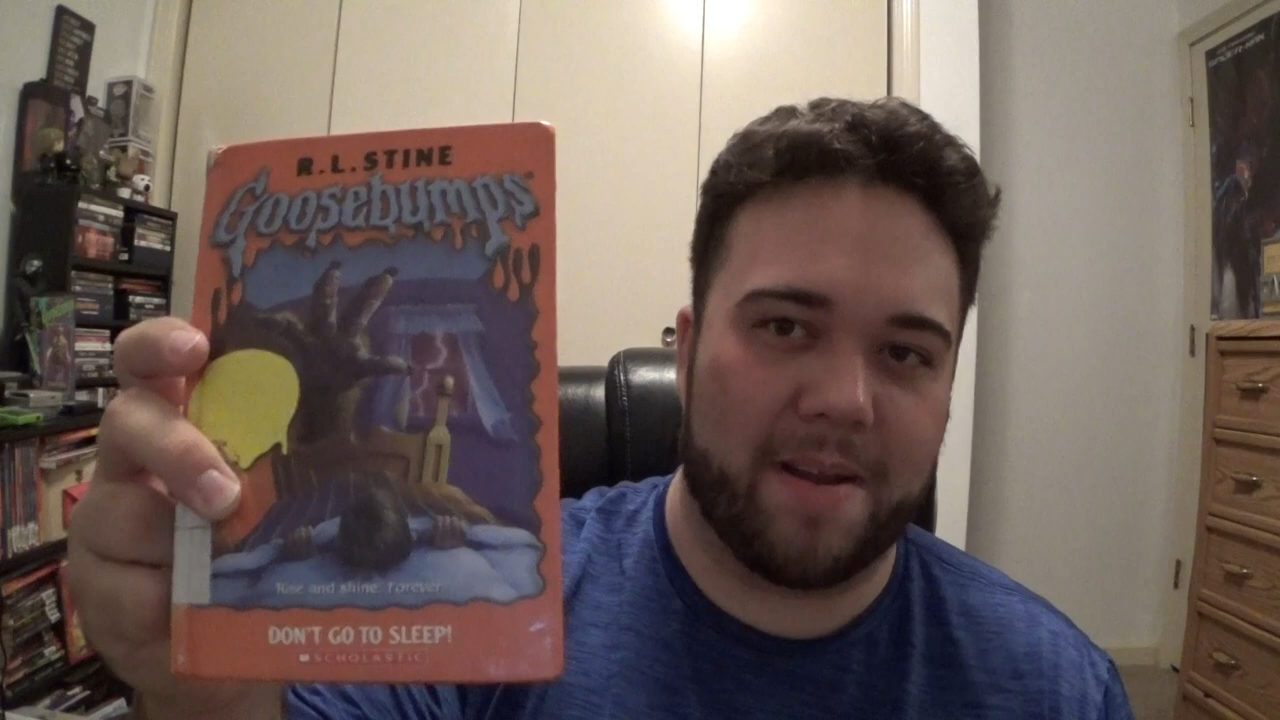 R.L.STINE
Goosebumps
Rise and shine. Forever.
DON'T GO TO SLEEP!
SCHOLASTIC